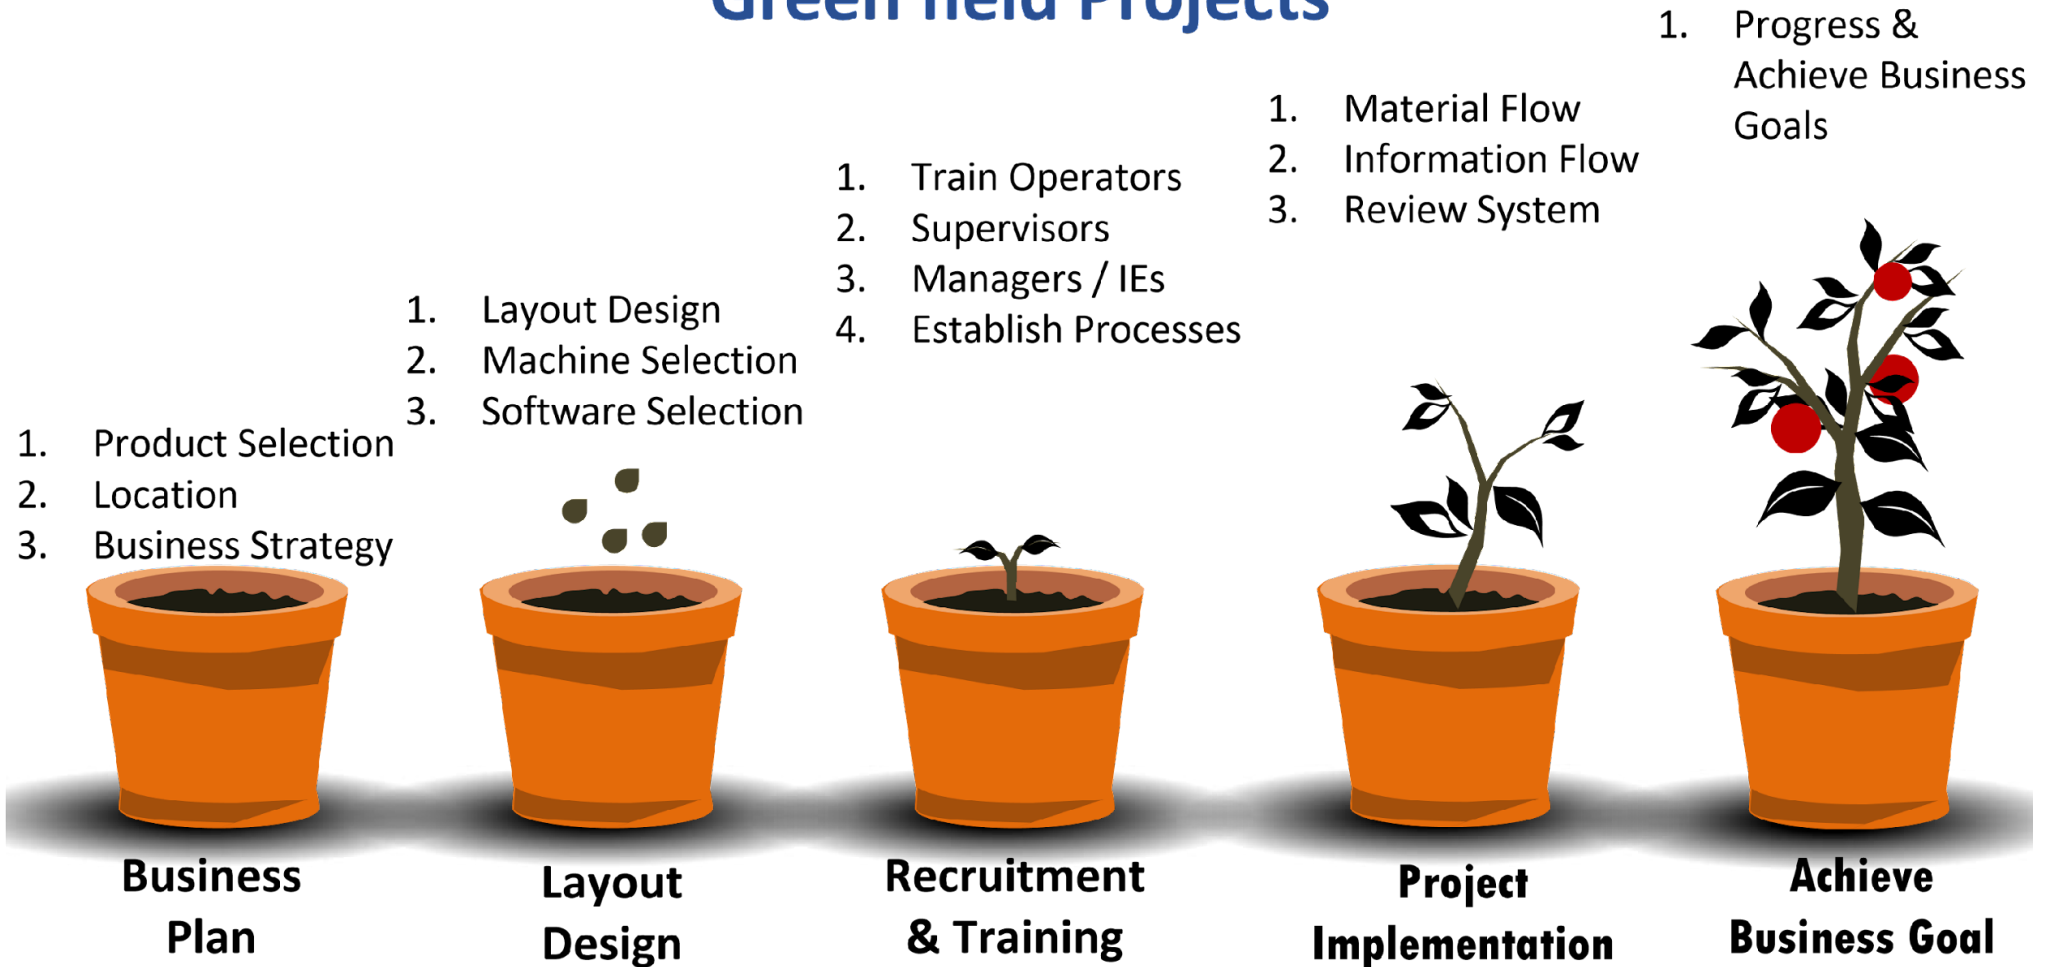 Green field Projects
1. Product Selection
2. Location
3. Business Strategy
1. Layout Design
2. Machine Selection
3. Software Selection
1. Train Operators
2. Supervisors
3. Managers / IEs
4. Establish Processes
1. Material Flow
2. Information Flow
3. Review System
1. Progress &
Achieve Business
Goals
Business
Plan
Layout
Design
Recruitment
& Training
Project
Implementation
Achieve
Business Goal